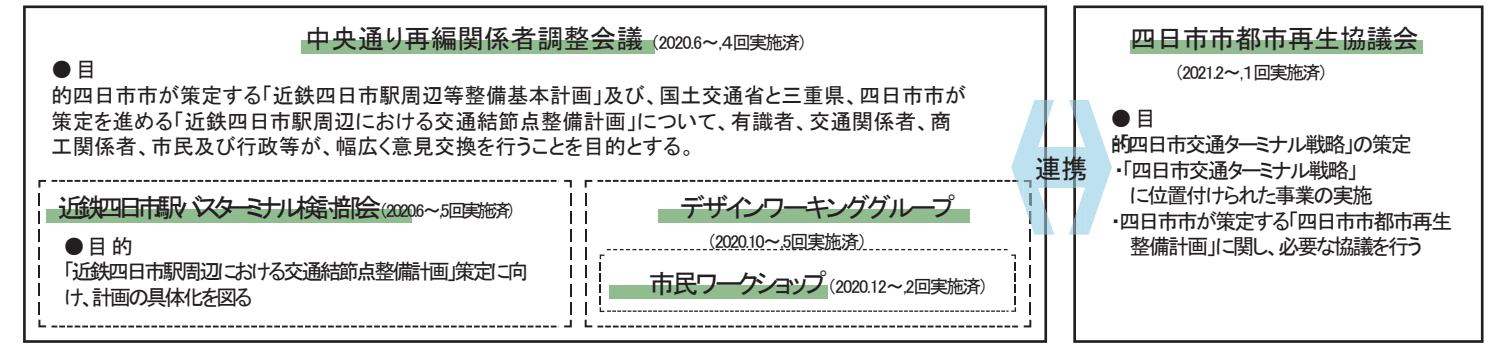 中央通り再編関係者調整会議(2020.6～,4回実施済)
●目
的四日市市が策定する「近鉄四日市駅周辺等整備基本計画」及び、国土交通省と三重県、四日市市が
策定を進める「近鉄四日市駅周辺における交通結節点整備計画」について、有識者、交通関係者、商
工関係者、市民及び行政等が、幅広く意見交換を行うことを目的とする。
近鉄四日市駅バスターミナル検討部会(2020.6～,5回実施済)
●目的
「近鉄四日市駅周辺における交通結節点整備計画」策定に向
け、計画の具体化を図る
デザインワーキンググループ
(2020.10～,5回実施済)
市民ワークショップ(2020.12～,2回実施済)
連携
四日市市都市再生協議会
(2021.2～,1回実施済)
●目
的・「四日市交通ターミナル戦略」の策定
・「四日市交通ターミナル戦略」
に位置付けられた事業の実施
・四日市市が策定する「四日市市都市再生
整備計画」に関し、必要な協議を行う